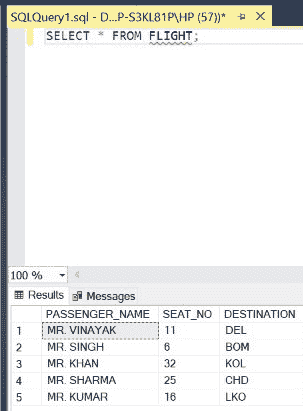 SQLQuery1.sql - D...P-S3KL81P\HP (57))*
SELECT * FROM FLIGHT;
100 %
Results Messages
PASSENGER_NAME SEAT_NO DESTINATION
1 MR. VINAYAK 11 DEL
2 MR. SINGH 6 BOM
3 MR. KHAN 32 KOL
4 MR. SHARMA 25 CHD
5 MR. KUMAR 16 LKO